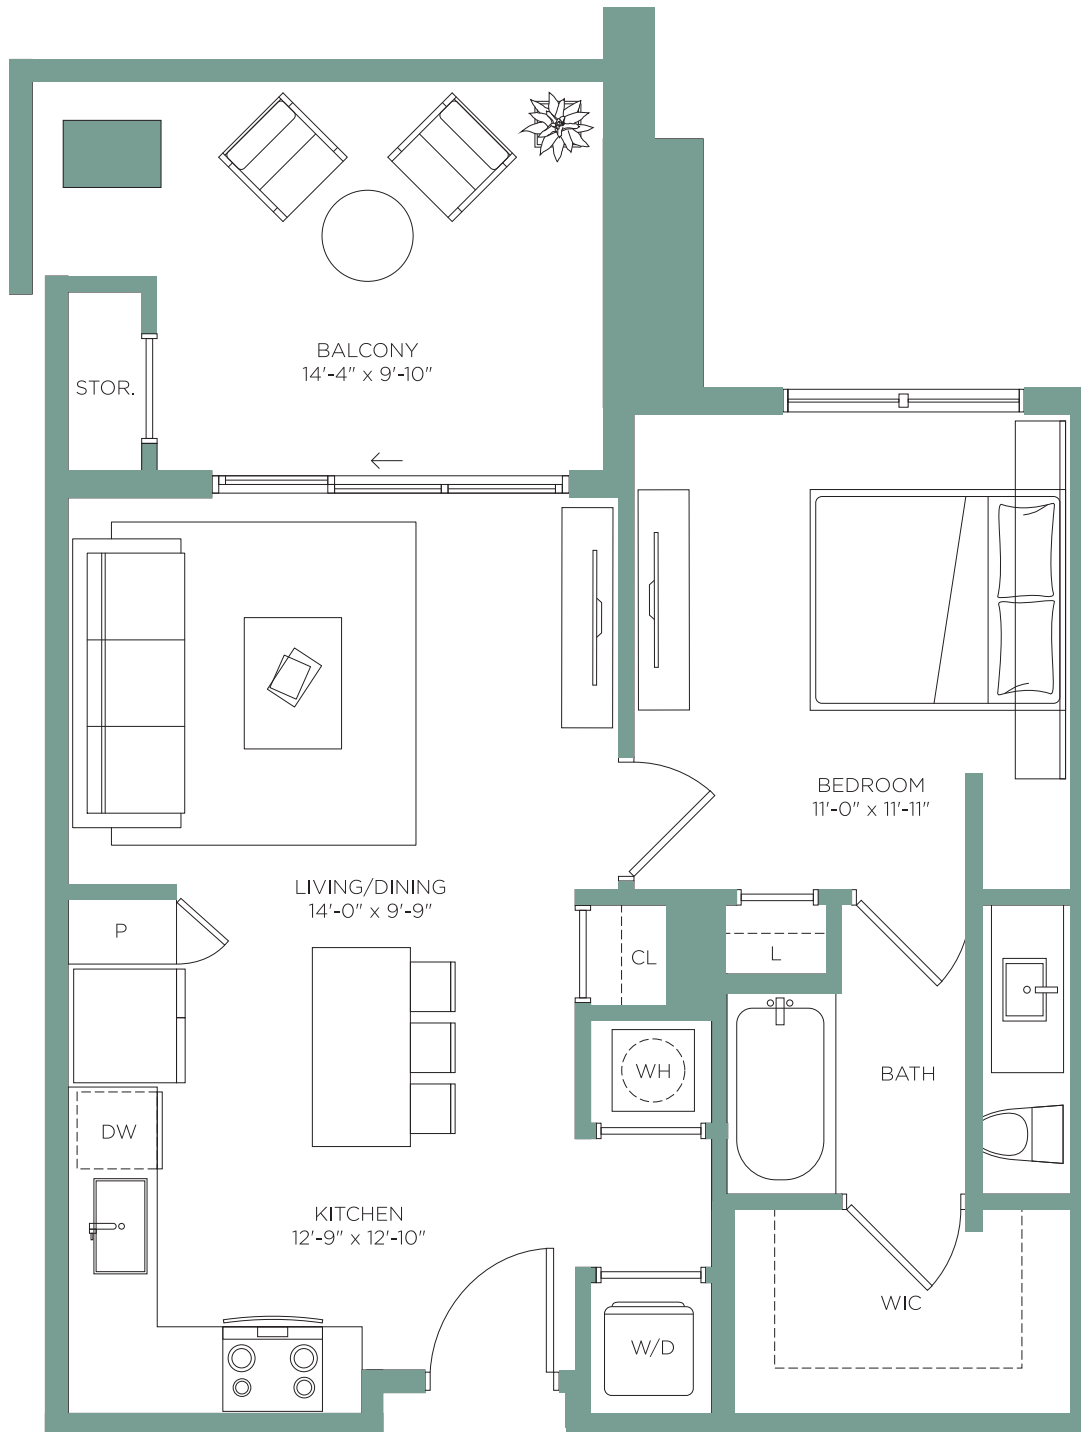 BALCONY
14'-4" x 9'-10"
STOR.
BEDROOM
11'-0" x 11'-11"
LIVING/DINING
14'-0" x 9'-9"
P
CL
L
WH
BATH
DW
KITCHEN
12'-9" x 12'-10"
WIC
W/D